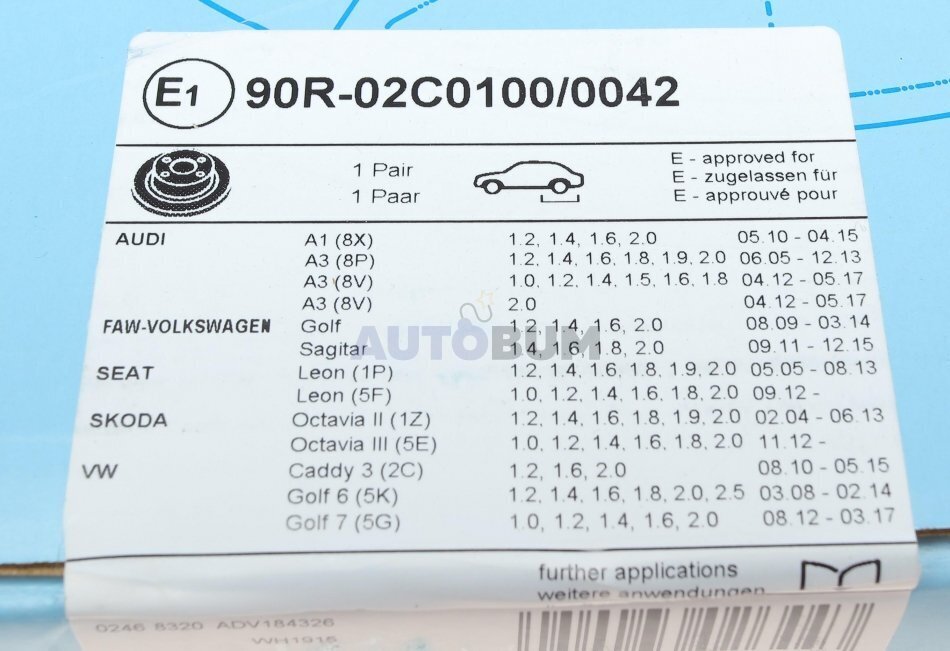 E1 90R-02C0100/0042
1 Pair
1 Paar
E - approved for
E - zugelassen für
E - approuvé pour
AUDI A1 (8X) 1.2, 1.4, 1.6, 2.0 05.10 - 04.15
A3 (8P) 1.2, 1.4, 1.6, 1.8, 1.9, 2.0 06.05 - 12.13
A3 (8V) 1.0, 1.2, 1.4, 1.5, 1.6, 1.8 04.12 - 05.17
A3 (8V) 2.0 04.12 - 05.17
FAW-VOLKSWAGEN Golf 1.2, 1.4, 1.6, 2.0 08.09 - 03.14
Sagitar 1.4, 1.6, 1.8, 2.0 09.11 - 12.15
AUTOBUM
SEAT Leon (1P) 1.2, 1.4, 1.6, 1.8, 1.9, 2.0 05.05 - 08.13
Leon (5F) 1.0, 1.2, 1.4, 1.6, 1.8, 2.0 09.12 -
SKODA Octavia II (1Z) 1.2, 1.4, 1.6, 1.8, 1.9, 2.0 02.04 - 06.13
Octavia III (5E) 1.0, 1.2, 1.4, 1.6, 1.8, 2.0 11.12 -
VW Caddy 3 (2C) 1.2, 1.6, 2.0 08.10 - 05.15
Golf 6 (5K) 1.2, 1.4, 1.6, 1.8, 2.0, 2.5 03.08 - 02.14
Golf 7 (5G) 1.0, 1.2, 1.4, 1.6, 2.0 08.12 - 03.17
further applications
weitere anwendungen
0246 8320 ADV184326
WH1915